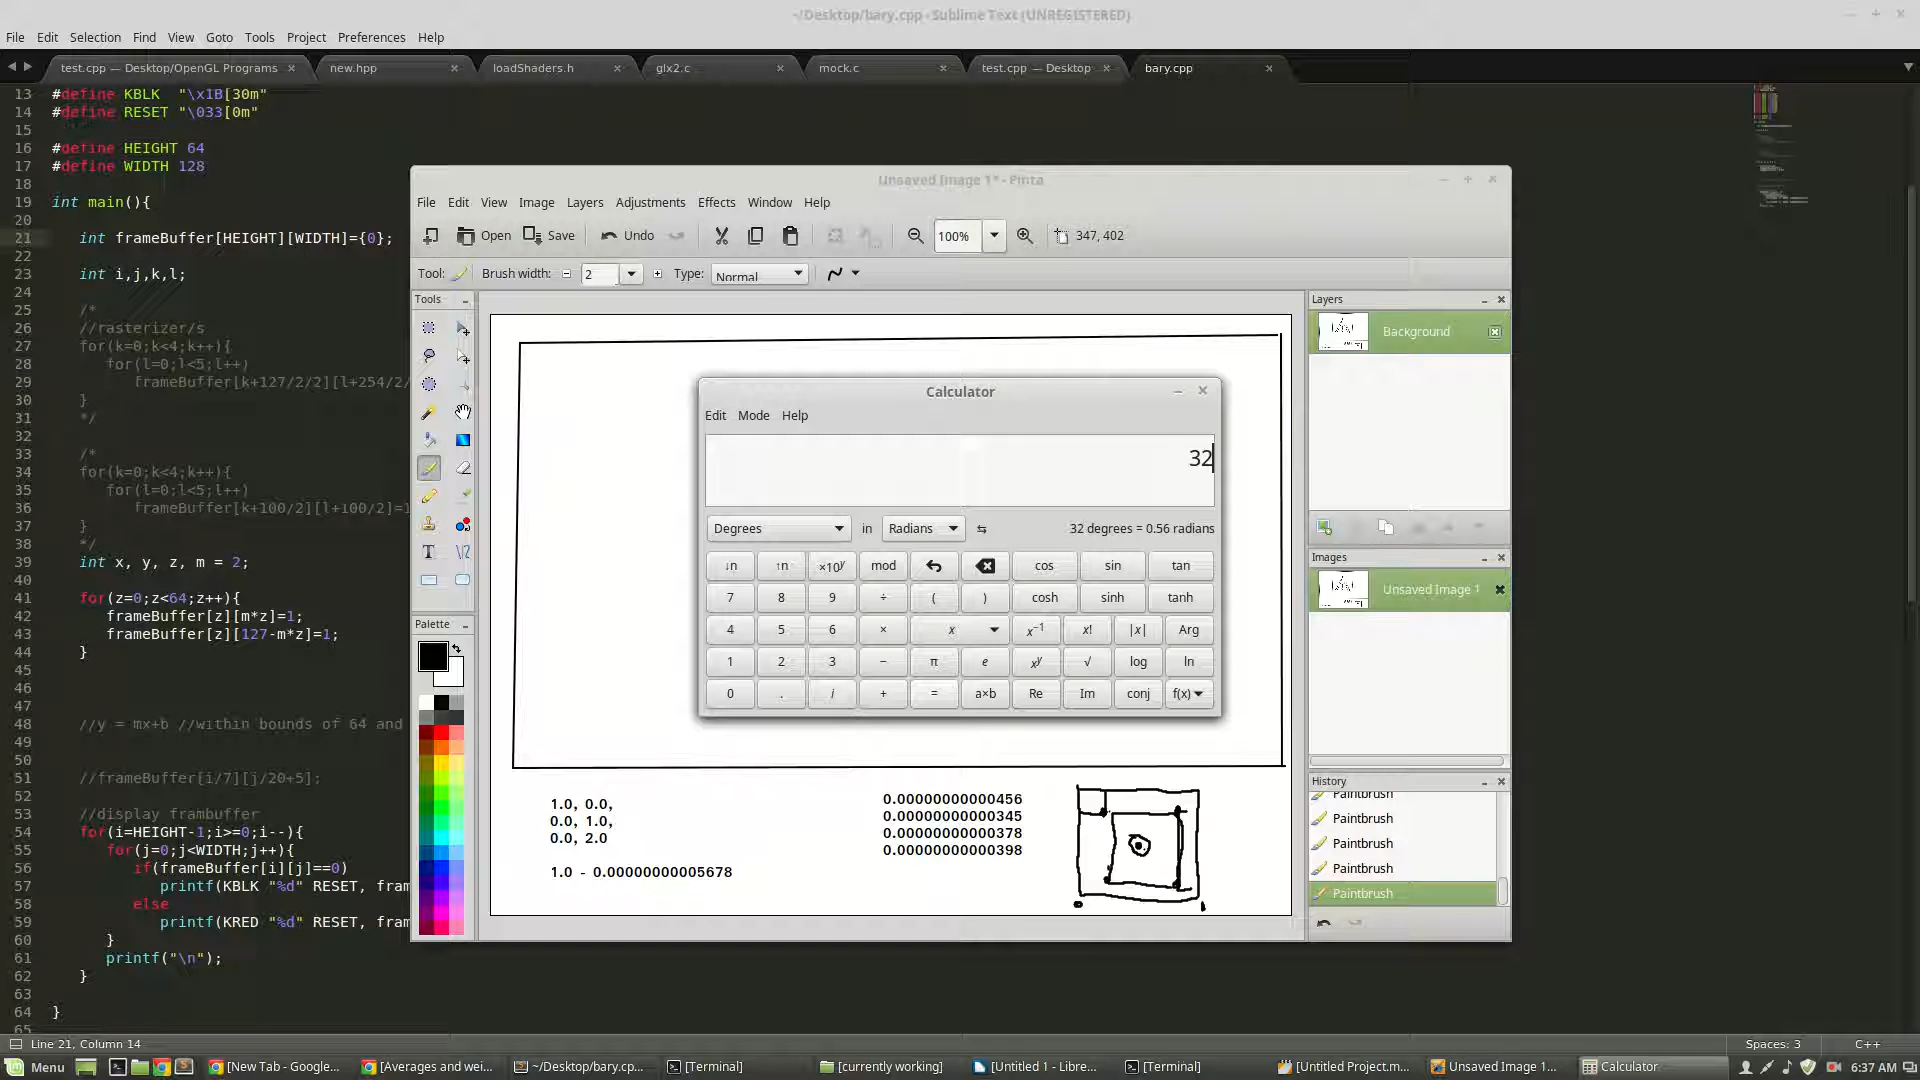 ~/Desktop/bary.cpp - Sublime Text (UNREGISTERED)
File Edit Selection Find View Goto Tools Project Preferences Help
test.cpp — Desktop/OpenGL Programs new.hpp loadShaders.h glx2.c mock.c test.cpp — Desktop bary.cpp
13 #define KBLK "\x1B[30m"
14 #define RESET "\033[0m"
15
16 #define HEIGHT 64
17 #define WIDTH 128
18
19 int main(){
20
21 int frameBuffer[HEIGHT][WIDTH]={0};
22
23 int i,j,k,l;
24
25 /*
26 //rasterizer/s
27 for(k=0;k<4;k++){
28 for(l=0;l<5;l++)
29 frameBuffer[k+127/2/2][l+254/2/
30 }
31 */
32
33 /*
34 for(k=0;k<4;k++){
35 for(l=0;l<5;l++)
36 frameBuffer[k+100/2][l+100/2]=1
37 }
38 */
39 int x, y, z, m = 2;
40
41 for(z=0;z<64;z++){
42 frameBuffer[z][m*z]=1;
43 frameBuffer[z][127-m*z]=1;
44 }
45
46
47
48 //y = mx+b //within bounds of 64 and
49
50
51 //frameBuffer[i/7][j/20+5];
52
53 //display frambuffer
54 for(i=HEIGHT-1;i>=0;i--){
55 for(j=0;j<WIDTH;j++){
56 if(frameBuffer[i][j]==0)
57 printf(KBLK "%d" RESET, fram
58 else
59 printf(KRED "%d" RESET, fram
60 }
61 printf("\n");
62 }
63
64 }
65
Unsaved Image 1* - Pinta
File Edit View Image Layers Adjustments Effects Window Help
Open Save Undo 100% 347, 402
Tool: Brush width: 2 Type: Normal
Tools
Palette
Layers
Background
Images
Unsaved Image 1
History
Paintbrush
Paintbrush
Paintbrush
Paintbrush
Paintbrush
Calculator
Edit Mode Help
32
Degrees in Radians 32 degrees = 0.56 radians
↓n ↑n ×10ʸ mod cos sin tan
7 8 9 ÷ ( ) cosh sinh tanh
4 5 6 × x x⁻¹ x! |x| Arg
1 2 3 − π e xʸ √ log ln
0 . i + = a×b Re Im conj f(x)
1.0, 0.0,
0.0, 1.0,
0.0, 2.0
1.0 - 0.00000000005678
0.00000000000456
0.00000000000345
0.00000000000378
0.00000000000398
Line 21, Column 14 Spaces: 3 C++
Menu [New Tab - Google... [Averages and wei... ~/Desktop/bary.cp... [Terminal] [currently working] [Untitled 1 - Libre... [Terminal] [Untitled Project.m... Unsaved Image 1... Calculator 6:37 AM